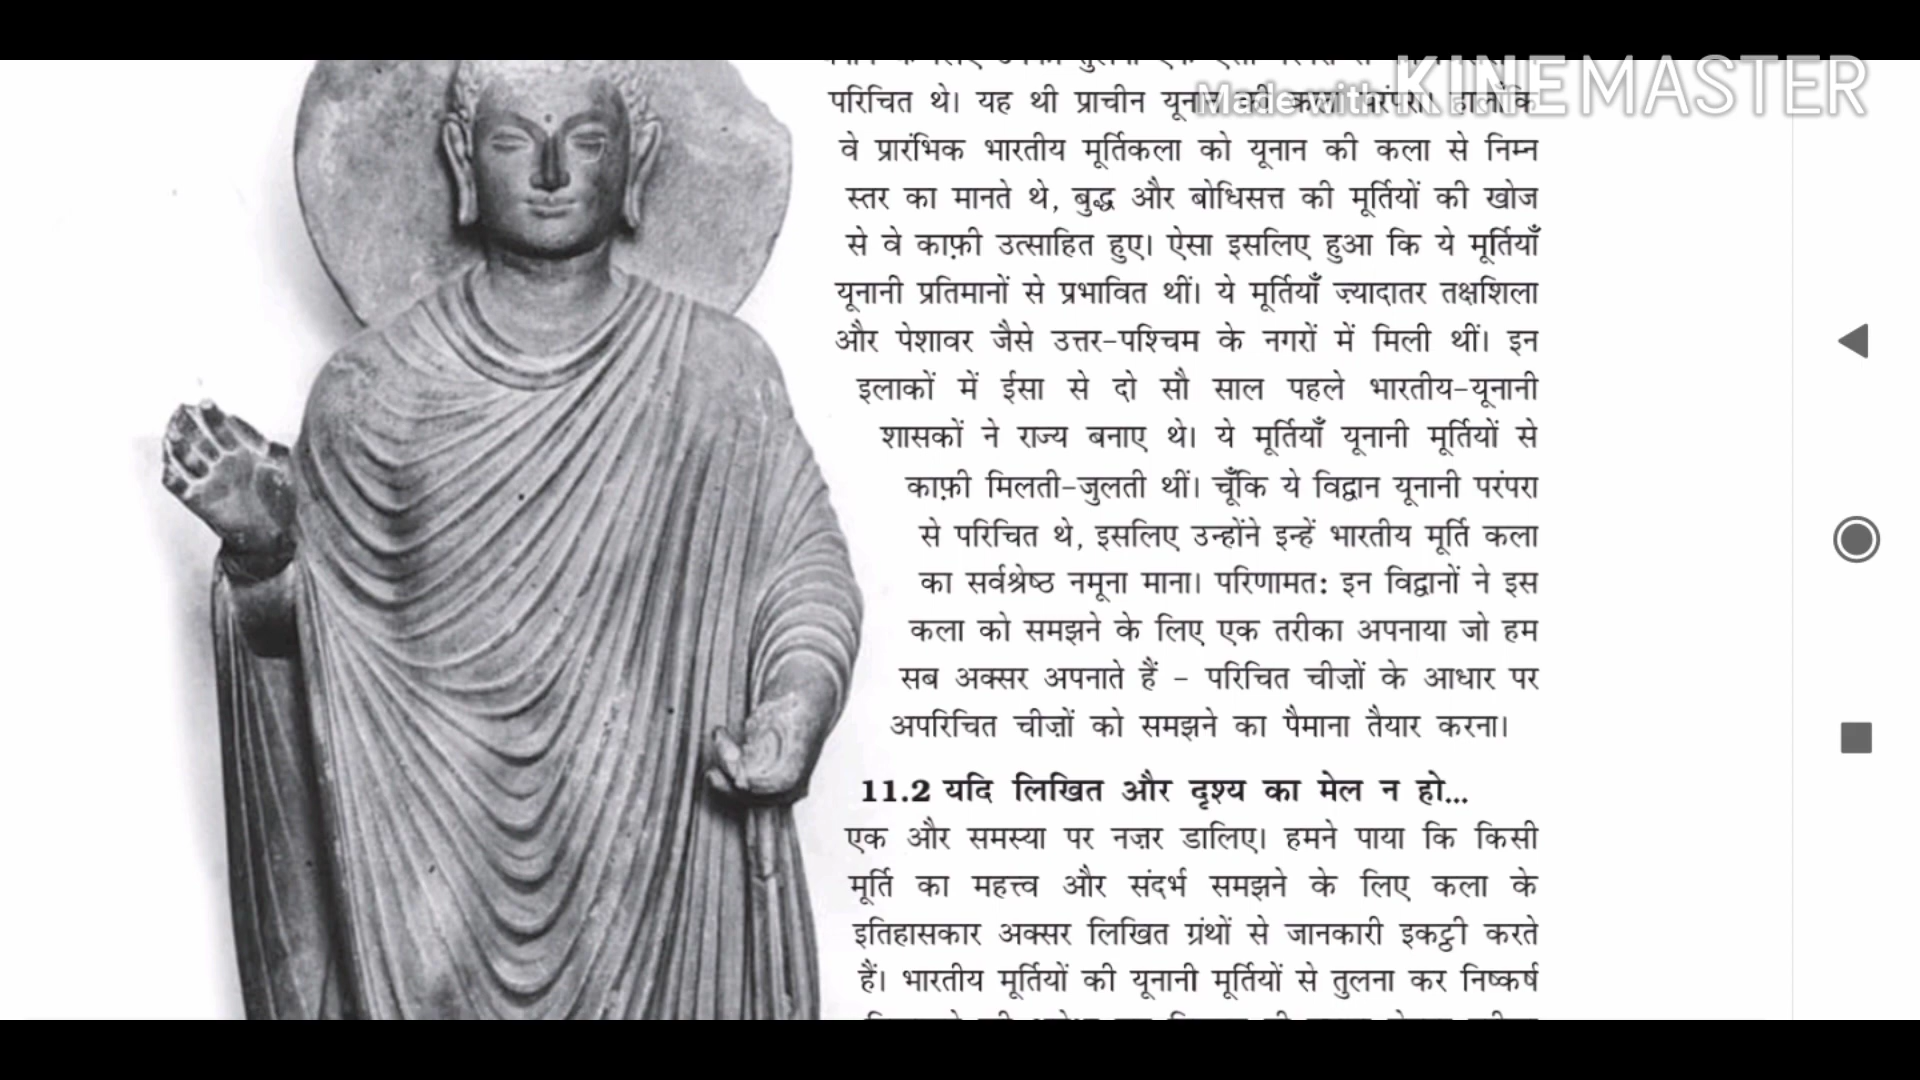 Made with KINEMASTER
परिचित थे। यह थी प्राचीन यूनान की कला परंपरा। हालाँकि
वे प्रारंभिक भारतीय मूर्तिकला को यूनान की कला से निम्न
स्तर का मानते थे, बुद्ध और बोधिसत्त की मूर्तियों की खोज
से वे काफ़ी उत्साहित हुए। ऐसा इसलिए हुआ कि ये मूर्तियाँ
यूनानी प्रतिमानों से प्रभावित थीं। ये मूर्तियाँ ज़्यादातर तक्षशिला
और पेशावर जैसे उत्तर-पश्चिम के नगरों में मिली थीं। इन
इलाकों में ईसा से दो सौ साल पहले भारतीय-यूनानी
शासकों ने राज्य बनाए थे। ये मूर्तियाँ यूनानी मूर्तियों से
काफ़ी मिलती-जुलती थीं। चूँकि ये विद्वान यूनानी परंपरा
से परिचित थे, इसलिए उन्होंने इन्हें भारतीय मूर्ति कला
का सर्वश्रेष्ठ नमूना माना। परिणामत: इन विद्वानों ने इस
कला को समझने के लिए एक तरीका अपनाया जो हम
सब अक्सर अपनाते हैं – परिचित चीज़ों के आधार पर
अपरिचित चीज़ों को समझने का पैमाना तैयार करना।
11.2 यदि लिखित और दृश्य का मेल न हो...
एक और समस्या पर नज़र डालिए। हमने पाया कि किसी
मूर्ति का महत्त्व और संदर्भ समझने के लिए कला के
इतिहासकार अक्सर लिखित ग्रंथों से जानकारी इकट्ठी करते
हैं। भारतीय मूर्तियों की यूनानी मूर्तियों से तुलना कर निष्कर्ष